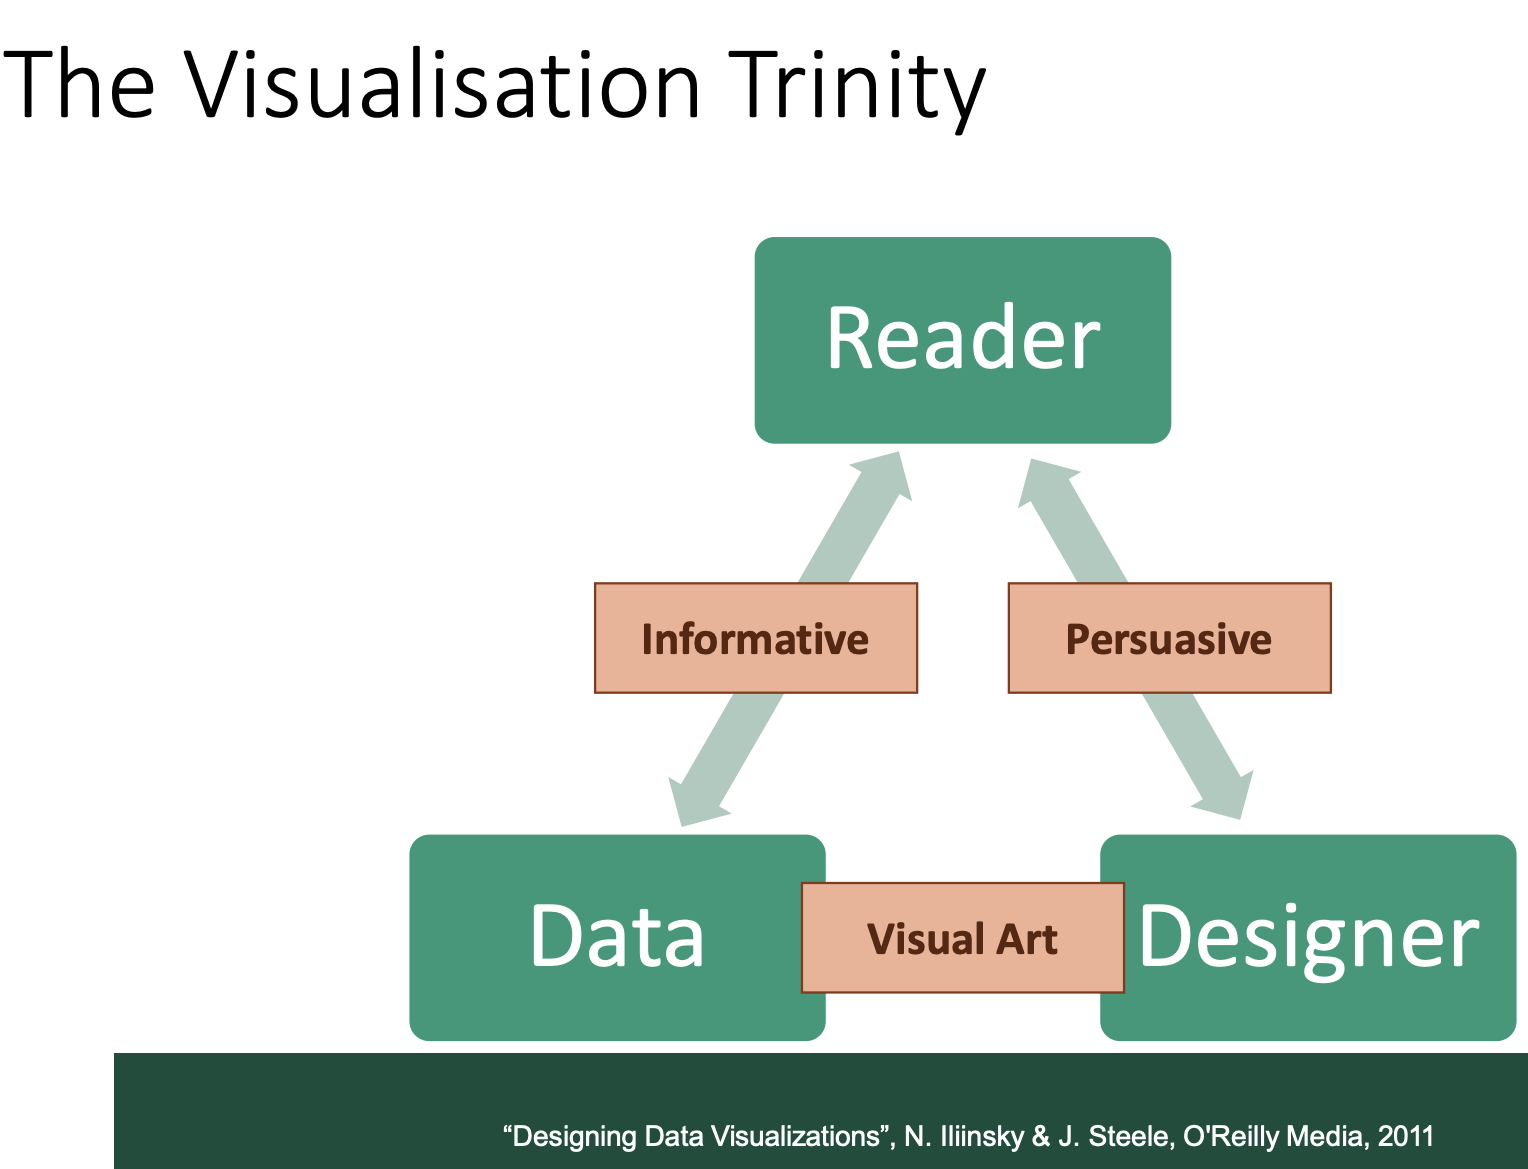 The Visualisation Trinity
Reader
Informative
Persuasive
Data
Visual Art
Designer
“Designing Data Visualizations”, N. Iliinsky & J. Steele, O'Reilly Media, 2011